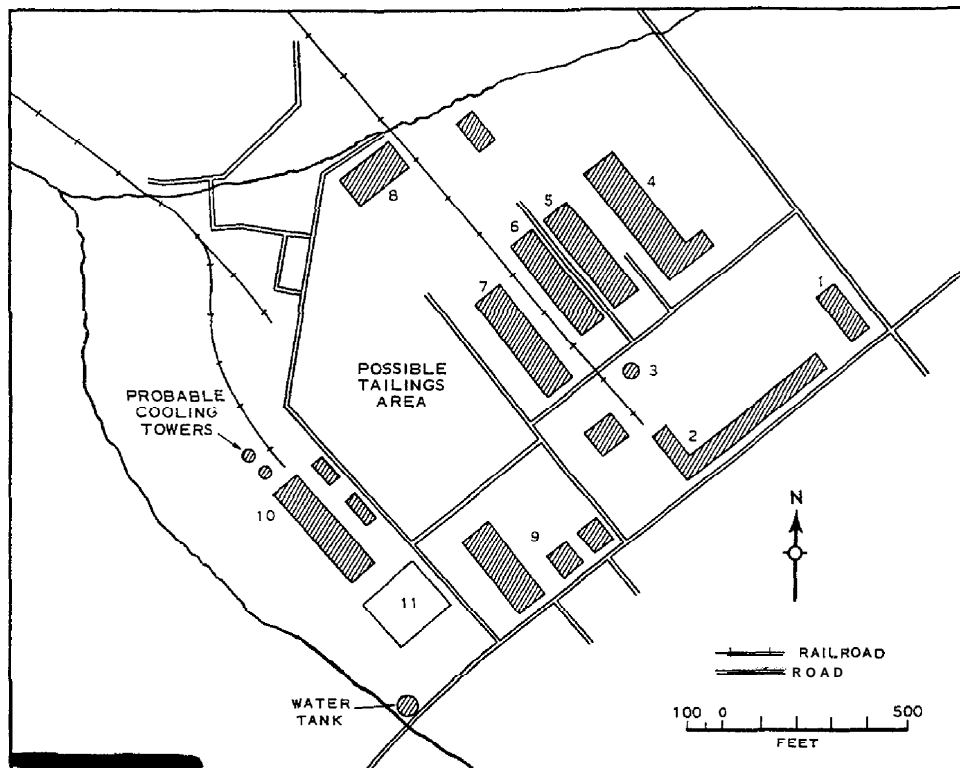 4
5
8
6
7
1
POSSIBLE
TAILINGS
AREA
3
PROBABLE
COOLING
TOWERS
2
10
9
N
11
RAILROAD
ROAD
WATER
TANK
100 0 500
FEET